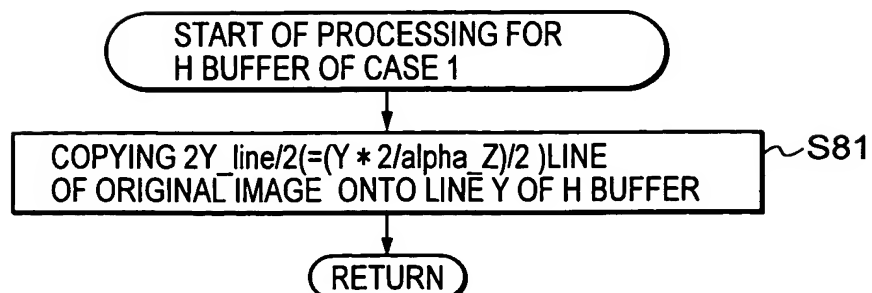 START OF PROCESSING FOR
H BUFFER OF CASE 1
COPYING 2Y_line/2(=(Y * 2/alpha_Z)/2 )LINE
OF ORIGINAL IMAGE ONTO LINE Y OF H BUFFER
S81
RETURN